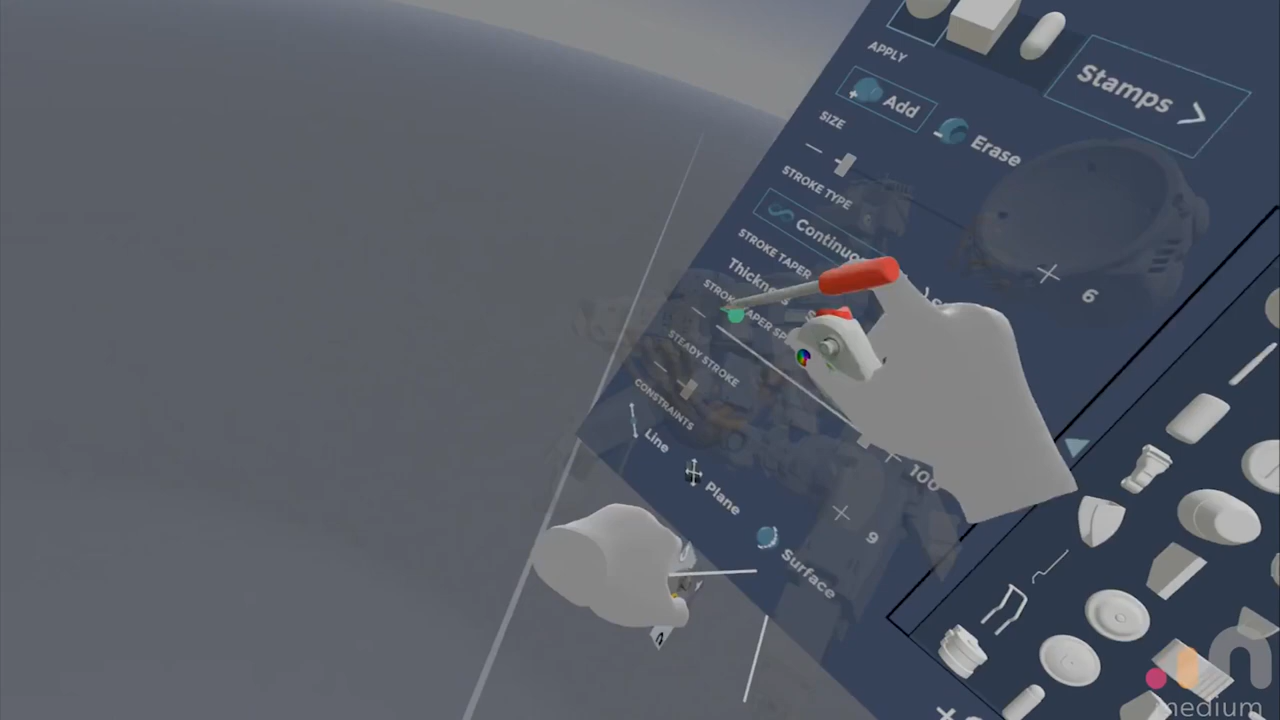 APPLY
Stamps
Add
Erase
SIZE
6
STROKE TYPE
Continuo
STROKE TAPER
Thickn
100
STEADY STROKE
9
CONSTRAINTS
Line
Plane
Surface
medium